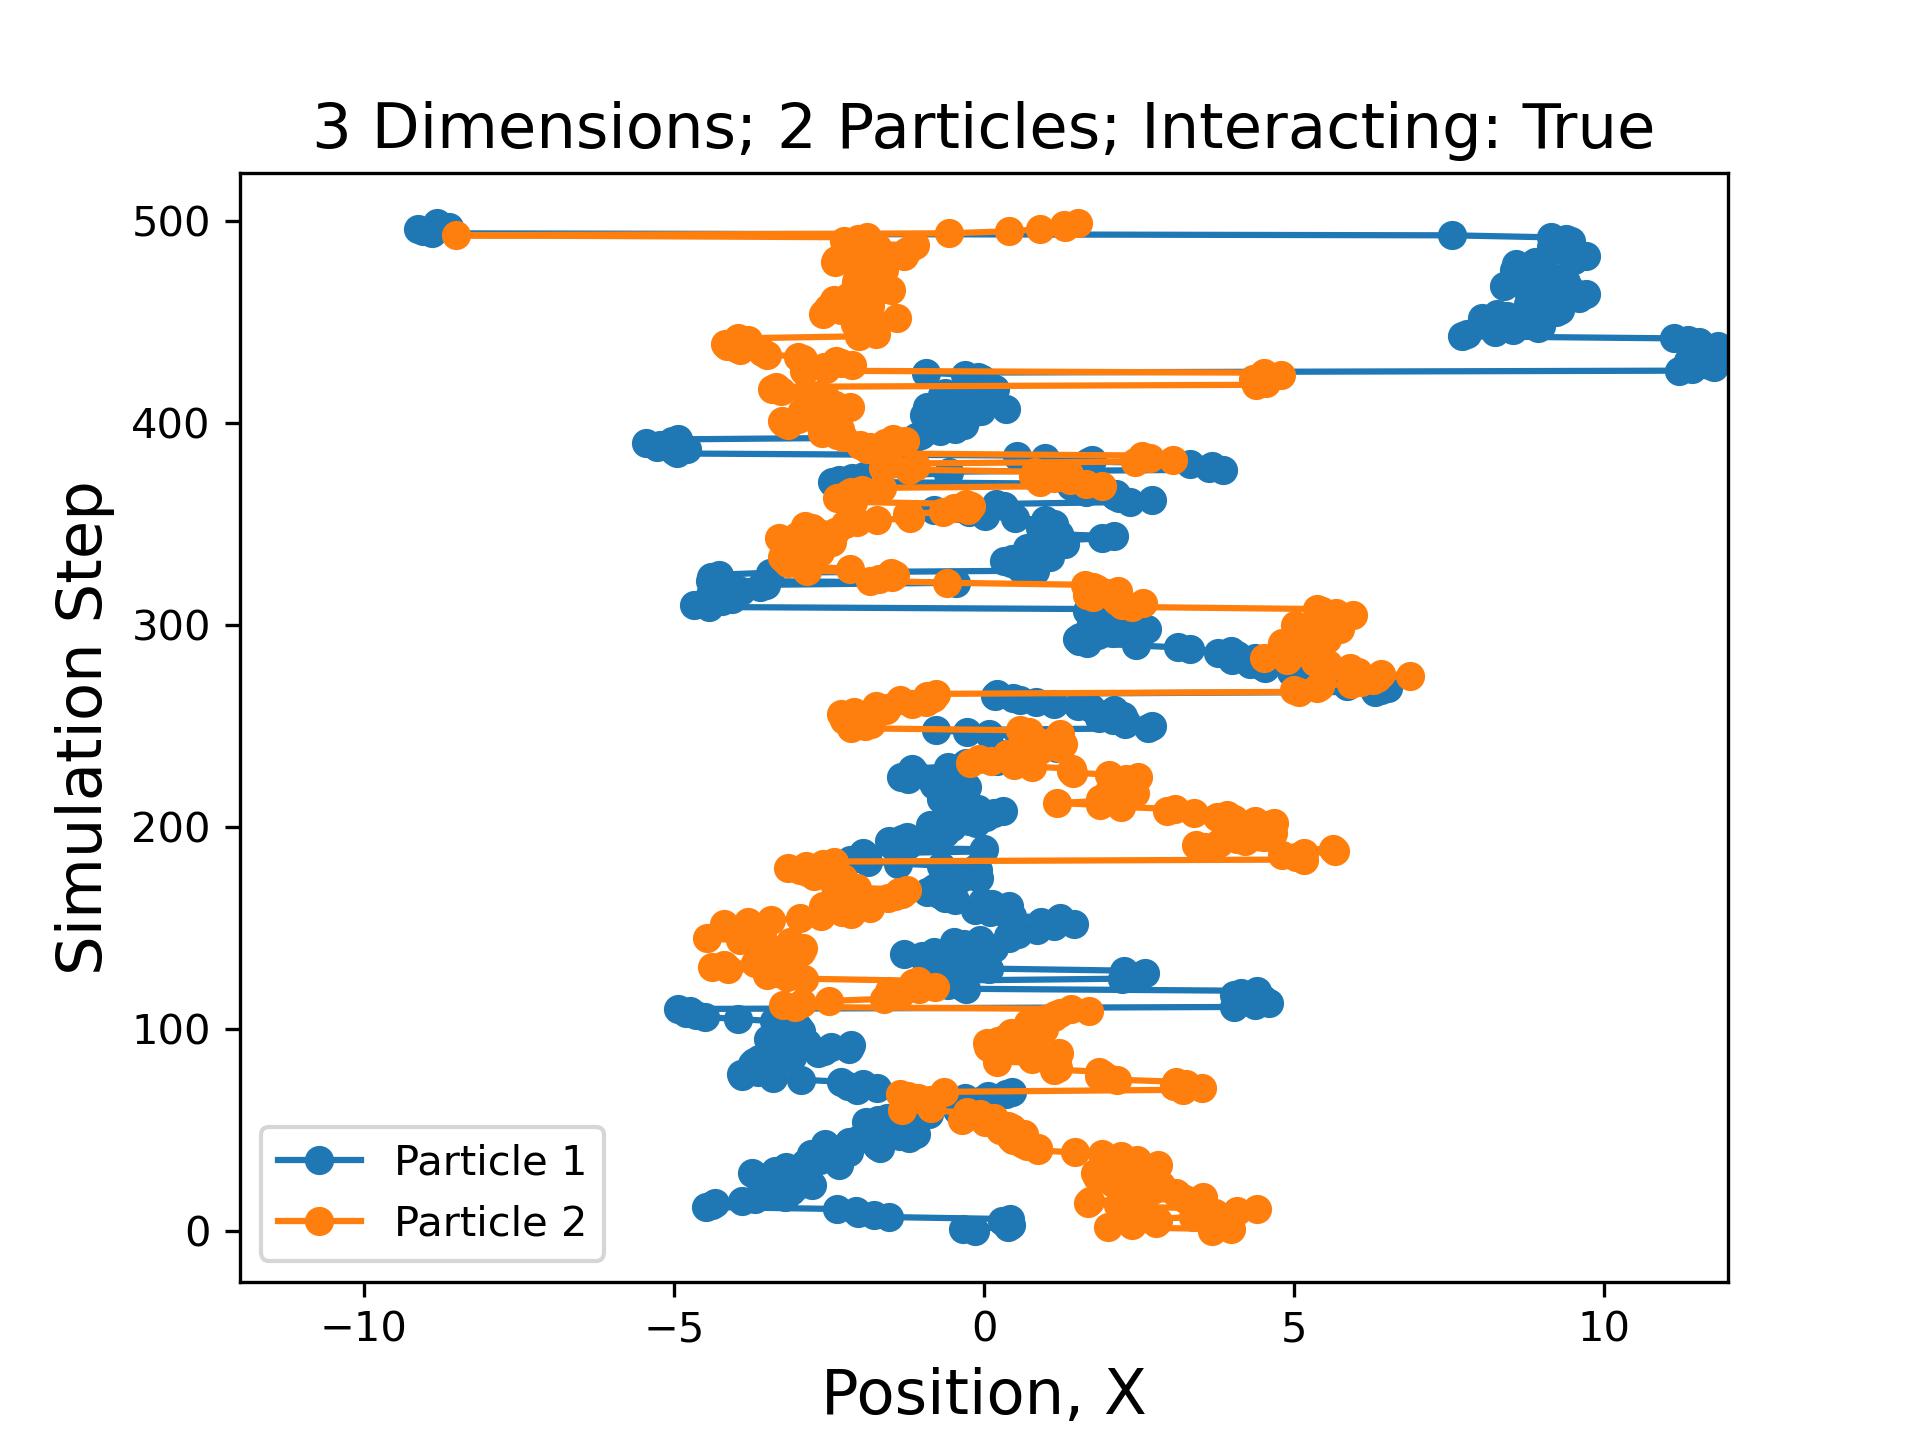 3 Dimensions; 2 Particles; Interacting: True
500
400
300
200
100
0
Simulation Step
Particle 1
Particle 2
−10
−5
0
5
10
Position, X